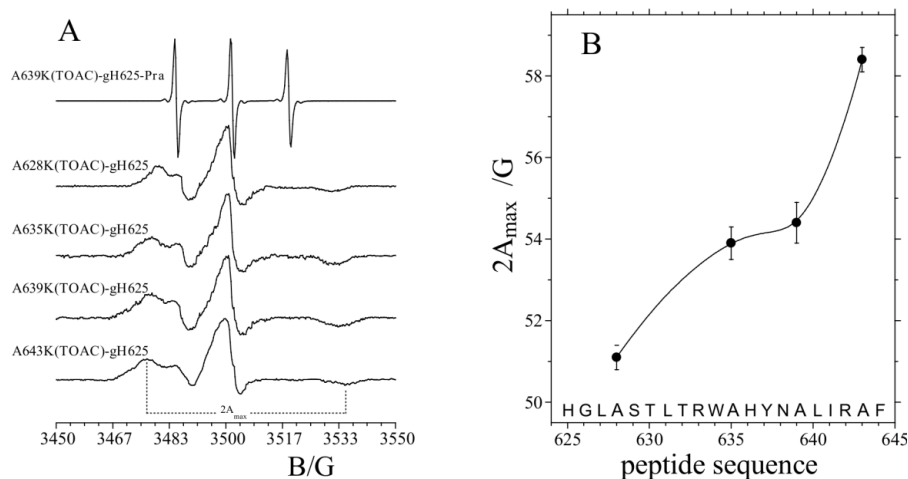 A
A639K(TOAC)-gH625-Pra
A628K(TOAC)-gH625
A635K(TOAC)-gH625
A639K(TOAC)-gH625
A643K(TOAC)-gH625
2Amax
3450 3467 3483 3500 3517 3533 3550
B/G
B
2Amax /G
58
56
54
52
50
H G L A S T L T R W A H Y N A L I R A F
625 630 635 640 645
peptide sequence